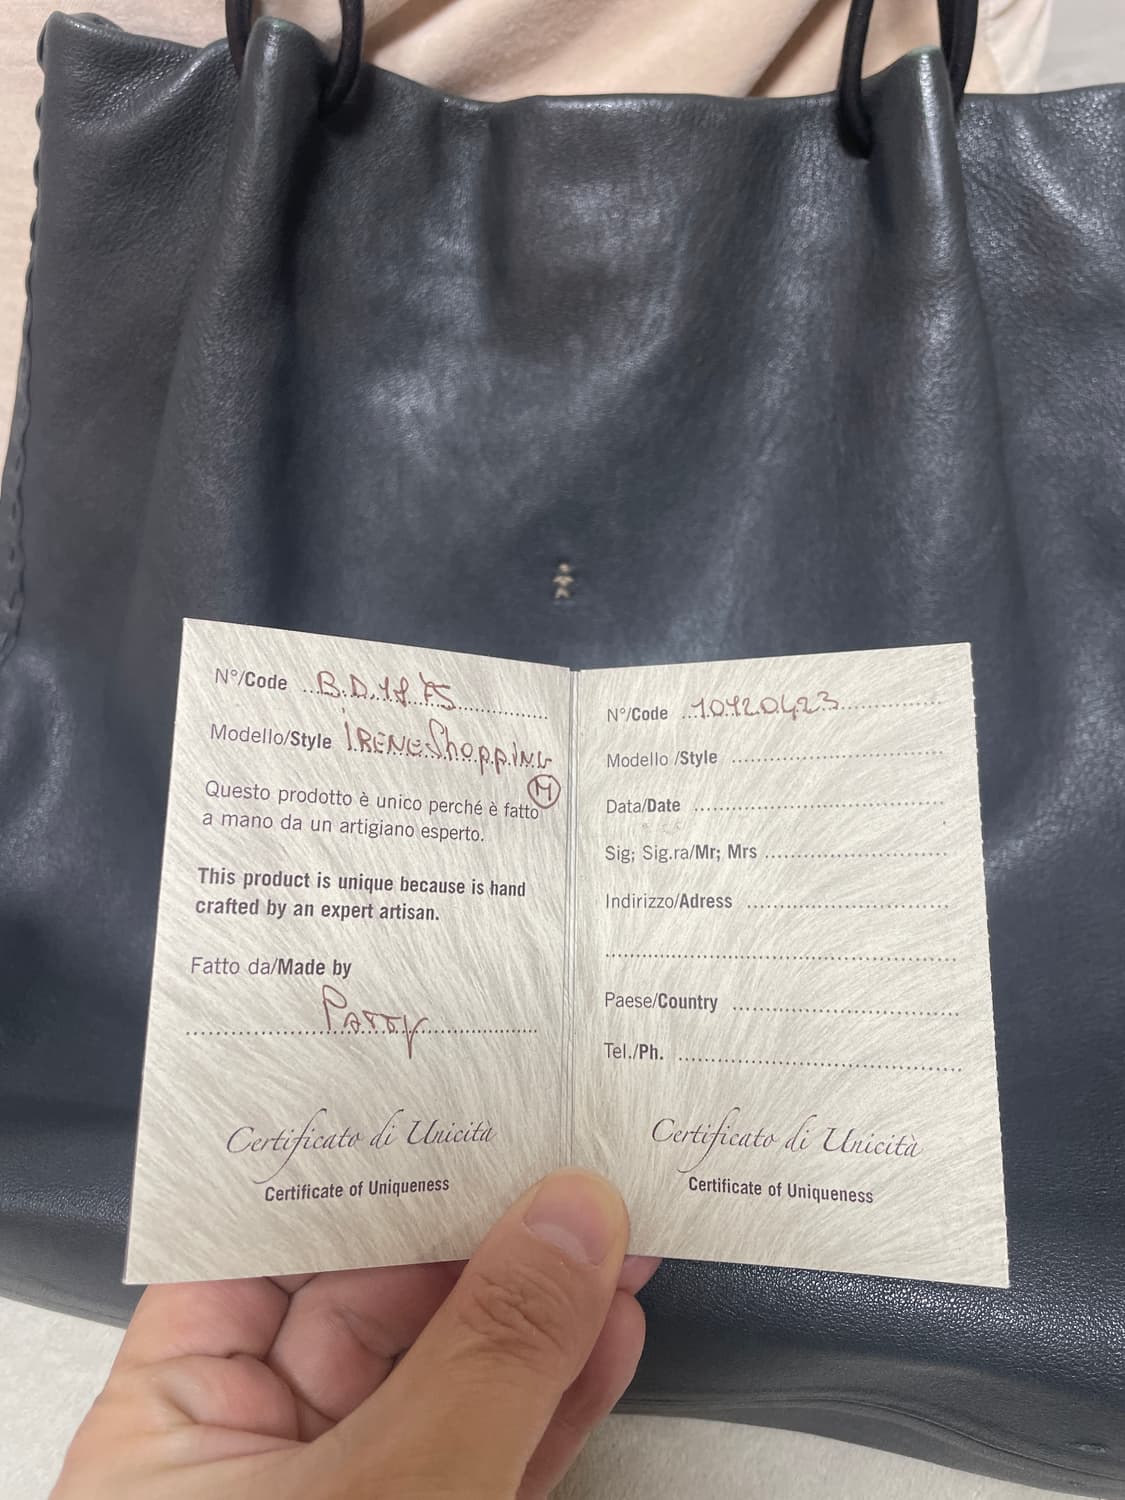 N°/Code B.D.18.75
Modello/Style IRENE Shopping
M
Questo prodotto è unico perché è fatto
a mano da un artigiano esperto.
This product is unique because is hand
crafted by an expert artisan.
Fatto da/Made by
Patty
Certificato di Unicità
Certificate of Uniqueness
N°/Code
Modello /Style
Data/Date
Sig; Sig.ra/Mr; Mrs
Indirizzo/Adress
Paese/Country
Tel./Ph.
Certificato di Unicità
Certificate of Uniqueness